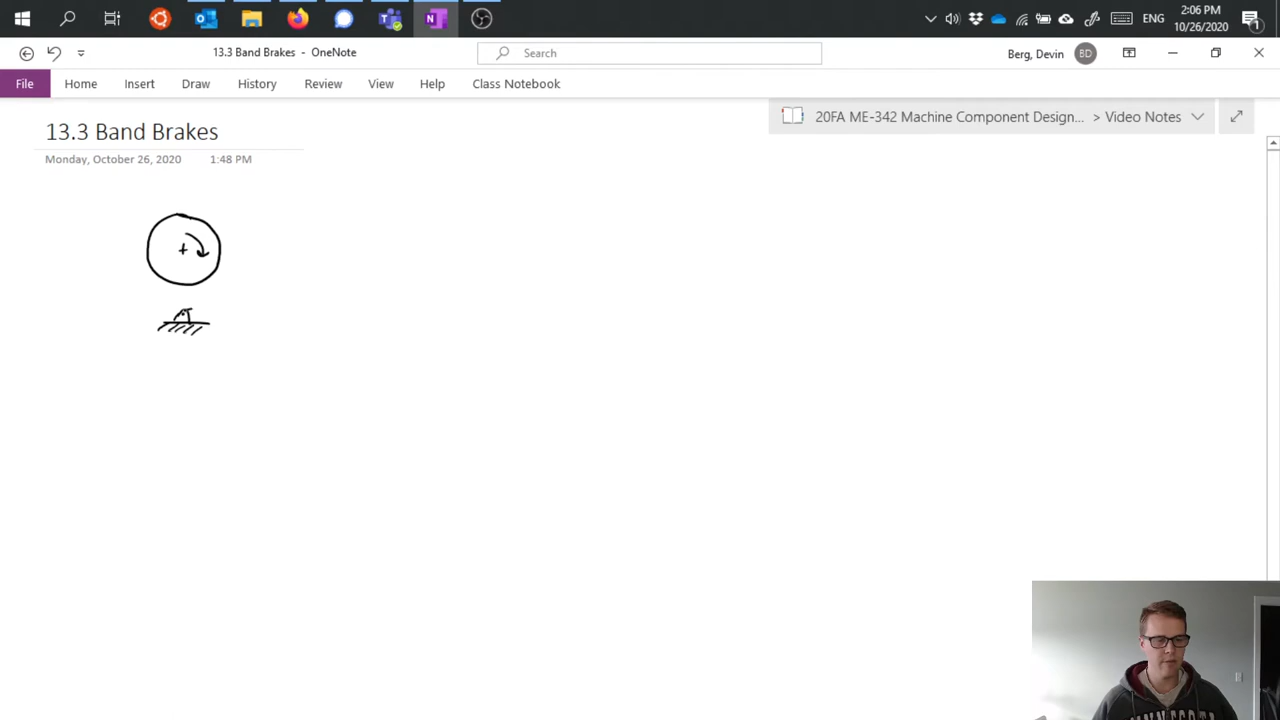 2:06 PM
ENG
10/26/2020
13.3 Band Brakes - OneNote
Search
Berg, Devin
BD
File
Home
Insert
Draw
History
Review
View
Help
Class Notebook
20FA ME-342 Machine Component Design... > Video Notes
13.3 Band Brakes
Monday, October 26, 2020
1:48 PM